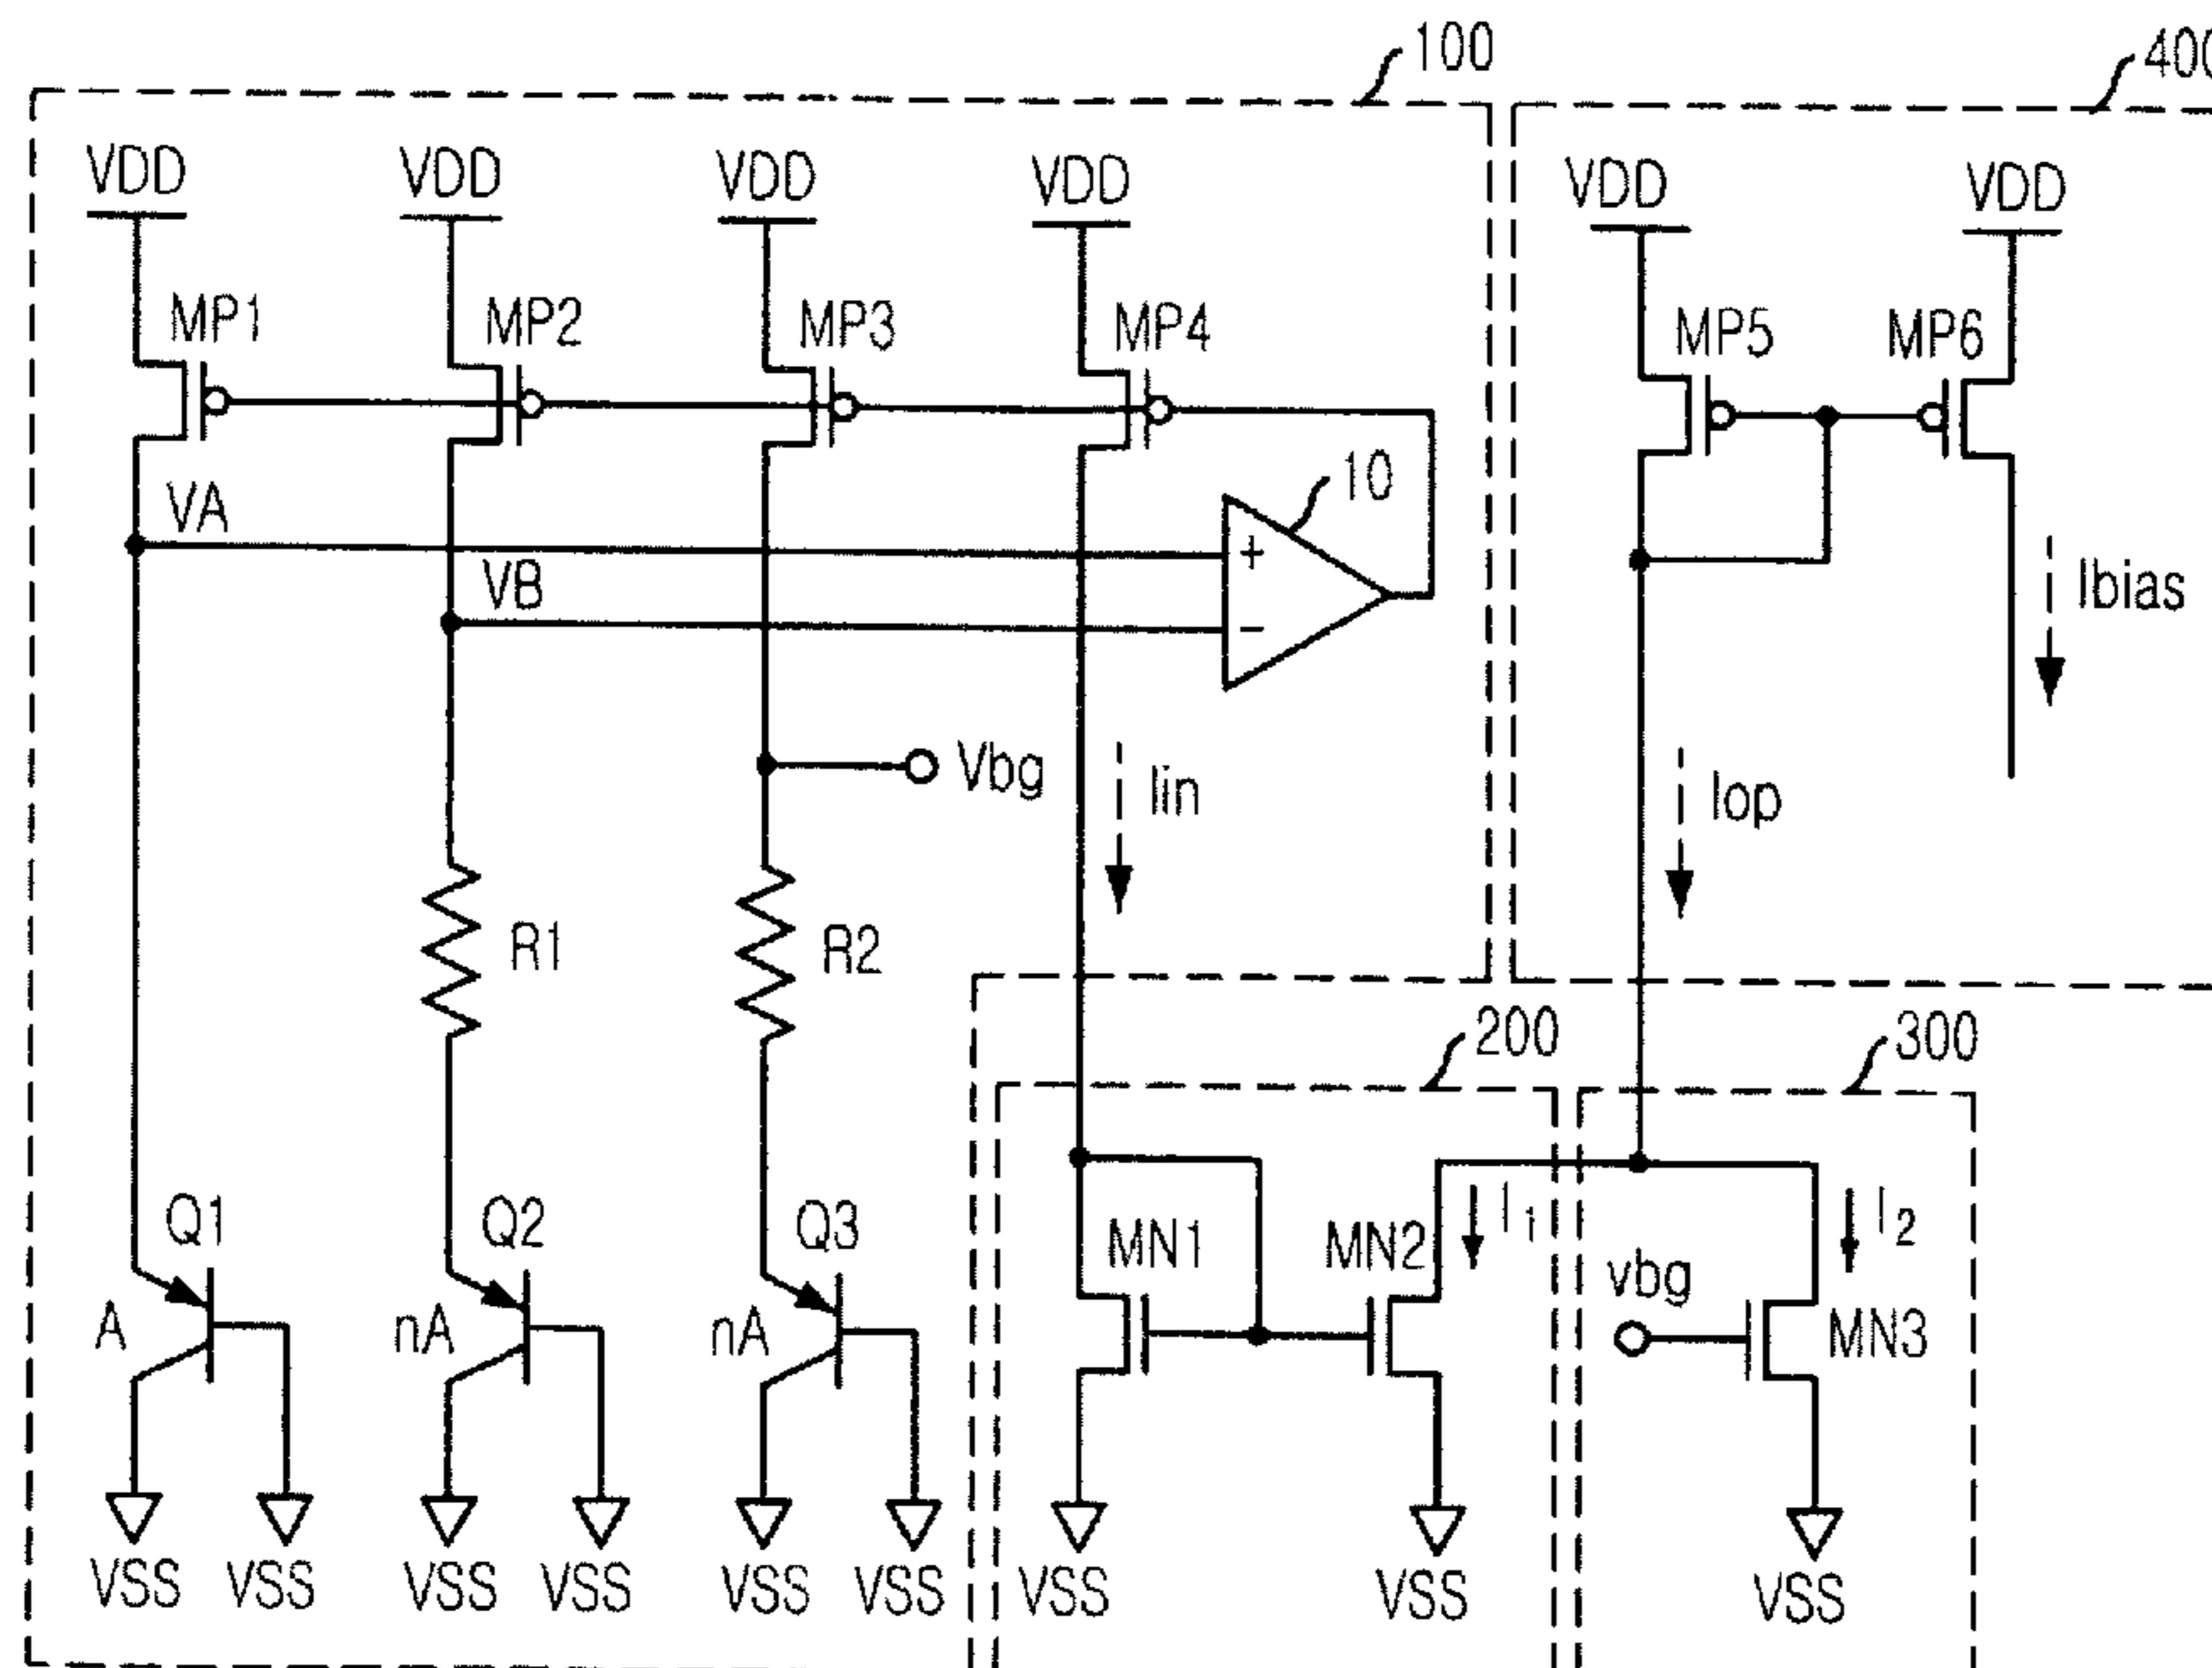 100
400
VDD VDD VDD VDD VDD VDD
MP1 MP2 MP3 MP4 MP5 MP6
VA
10
+
VB
-
Ibias
Vbg
Iin
Iop
R1 R2
200
300
Q1 Q2 Q3
MN1 MN2 I1 I2
vbg
A nA nA
MN3
VSS VSS VSS VSS VSS VSS VSS VSS VSS